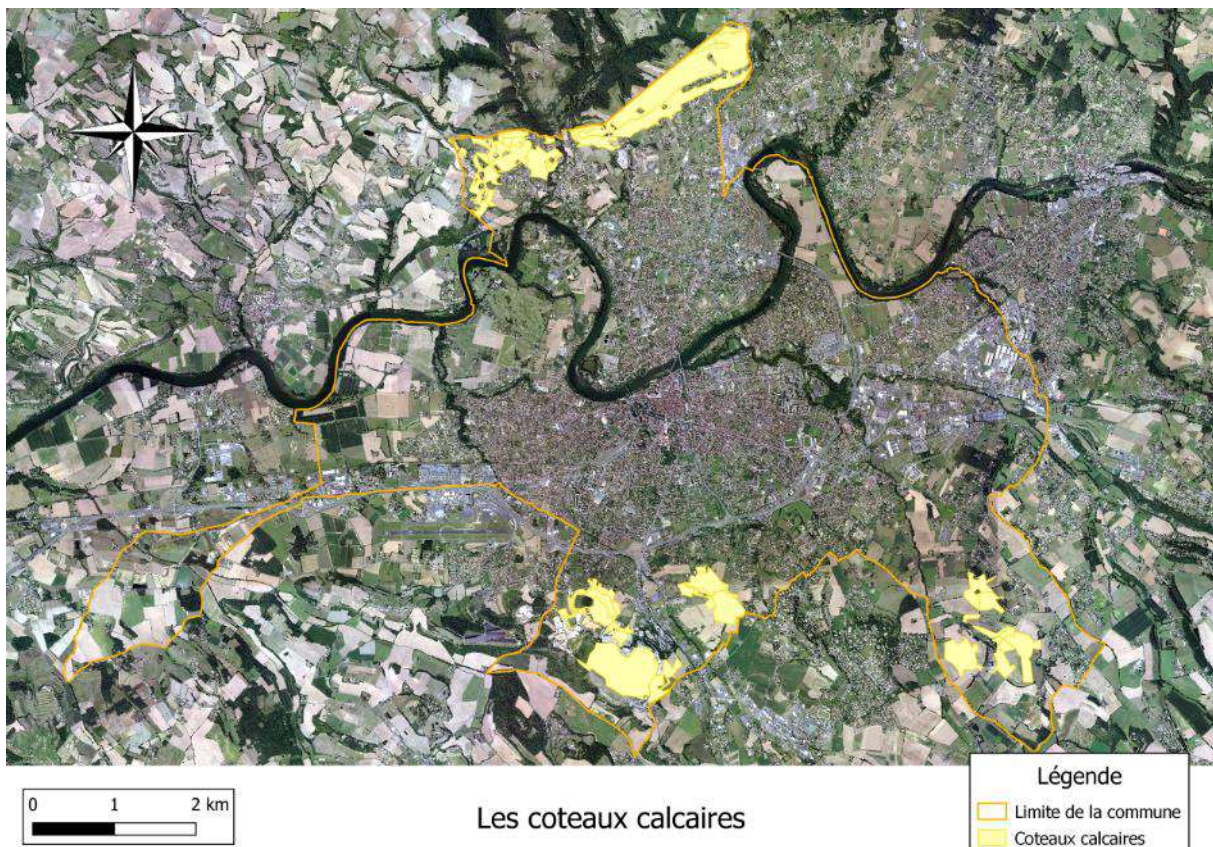 0 1 2 km
Les coteaux calcaires
Légende
Limite de la commune
Coteaux calcaires